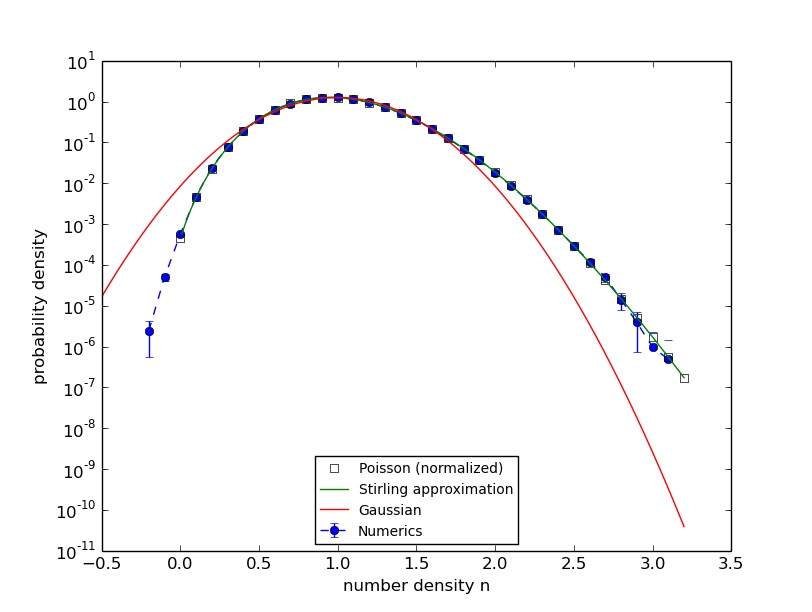 10^1
10^0
10^-1
10^-2
10^-3
10^-4
10^-5
10^-6
10^-7
10^-8
10^-9
10^-10
10^-11
probability density
Poisson (normalized)
Stirling approximation
Gaussian
Numerics
−0.5 0.0 0.5 1.0 1.5 2.0 2.5 3.0 3.5
number density n